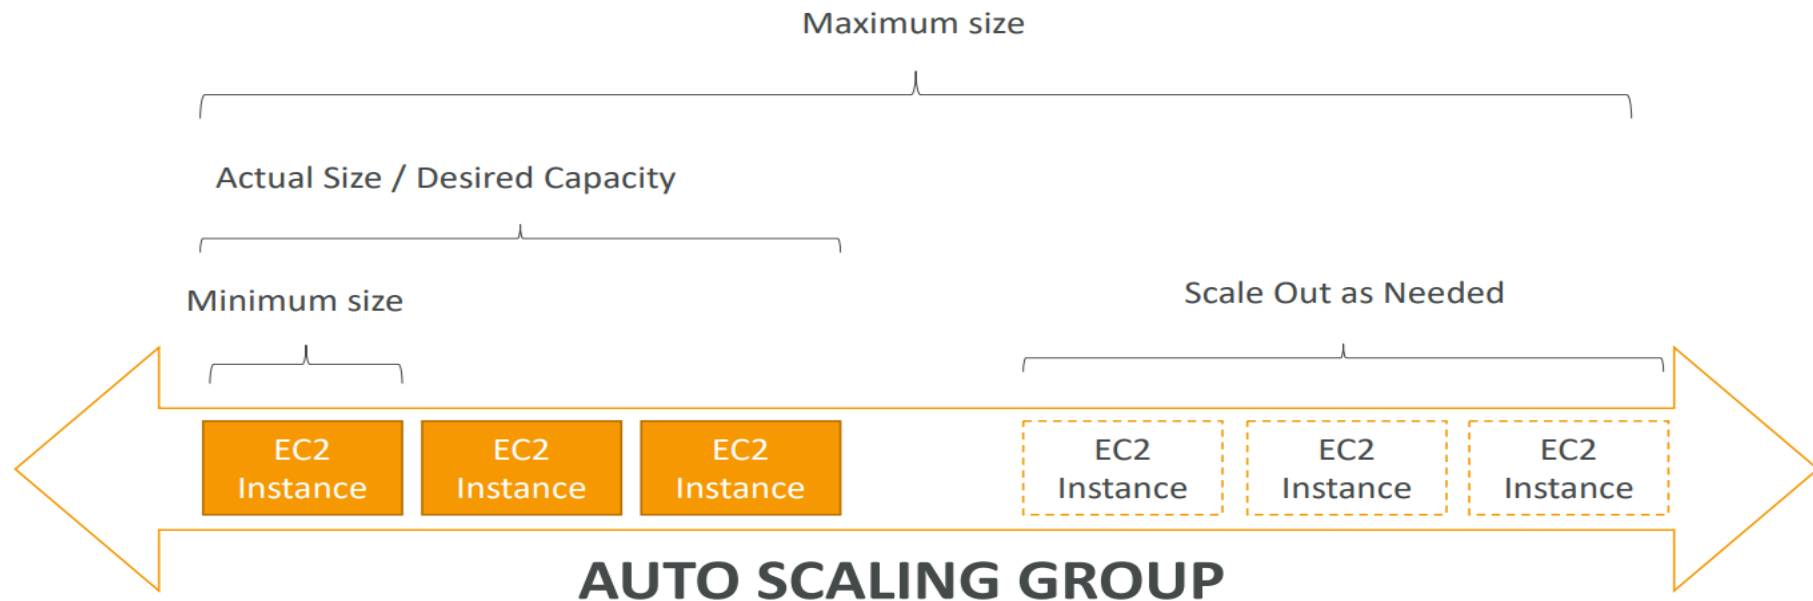 Maximum size
Actual Size / Desired Capacity
Minimum size
Scale Out as Needed
EC2
Instance
EC2
Instance
EC2
Instance
EC2
Instance
EC2
Instance
EC2
Instance
AUTO SCALING GROUP